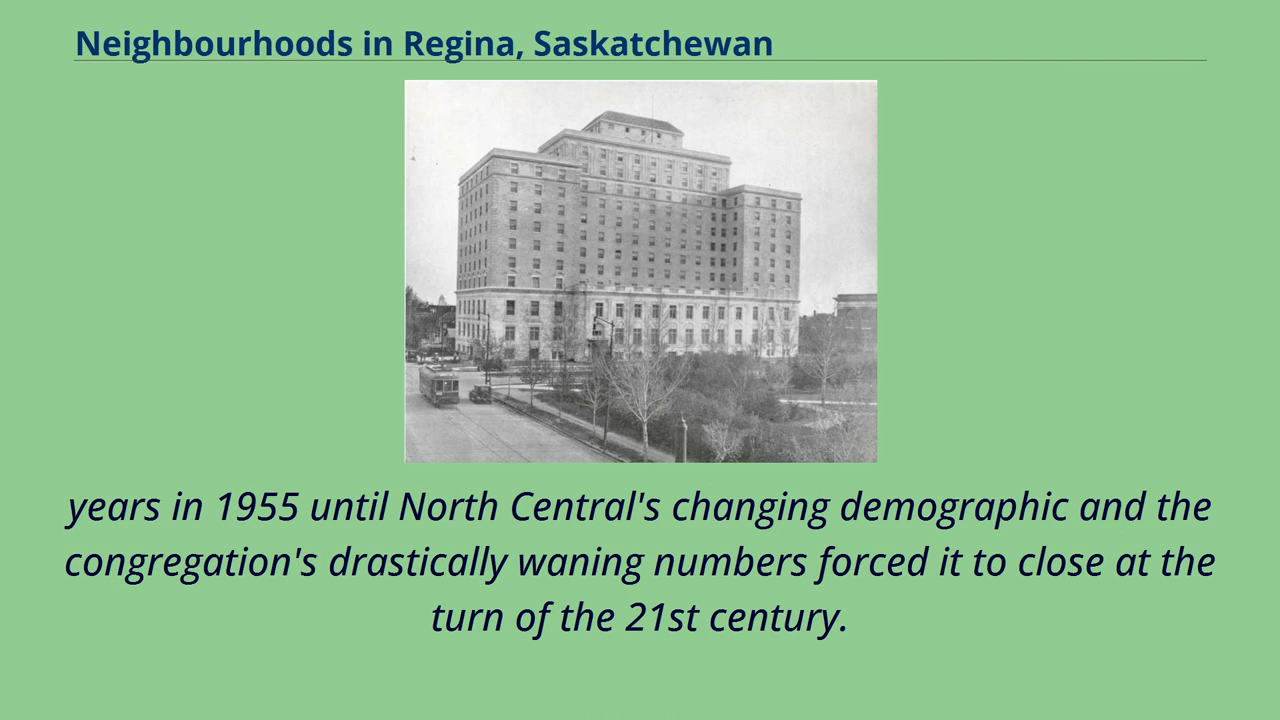 Neighbourhoods in Regina, Saskatchewan
years in 1955 until North Central's changing demographic and the
congregation's drastically waning numbers forced it to close at the
turn of the 21st century.